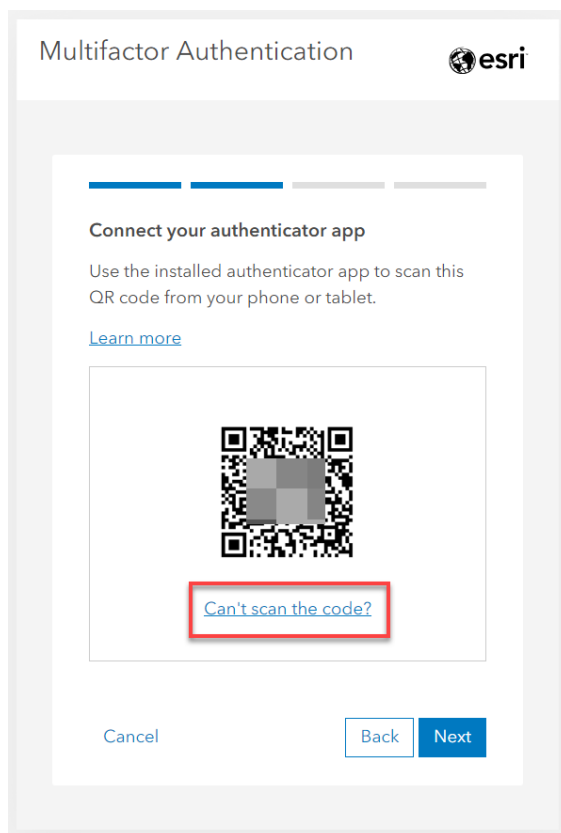 Multifactor Authentication
esri
Connect your authenticator app
Use the installed authenticator app to scan this
QR code from your phone or tablet.
Learn more
Can't scan the code?
Cancel
Back
Next